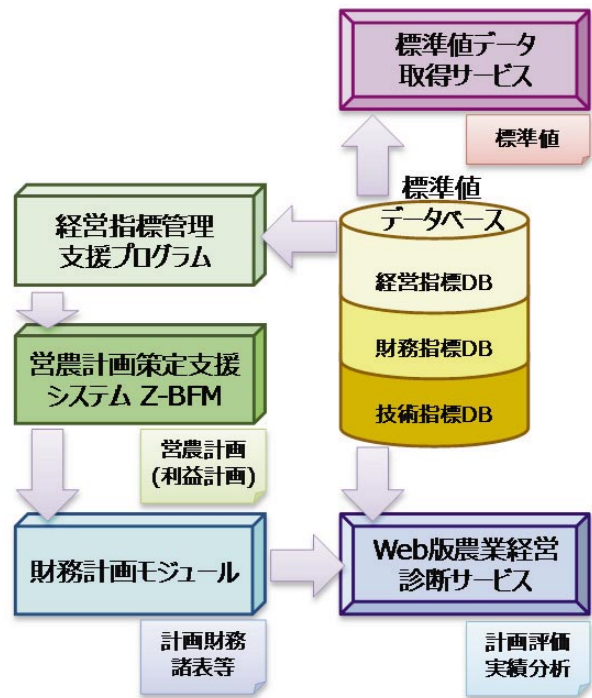 標準値データ
取得サービス
標準値
標準値
データベース
経営指標DB
財務指標DB
技術指標DB
経営指標管理
支援プログラム
営農計画策定支援
システム Z-BFM
営農計画
(利益計画)
財務計画モジュール
計画財務
諸表等
Web版農業経営
診断サービス
計画評価
実績分析